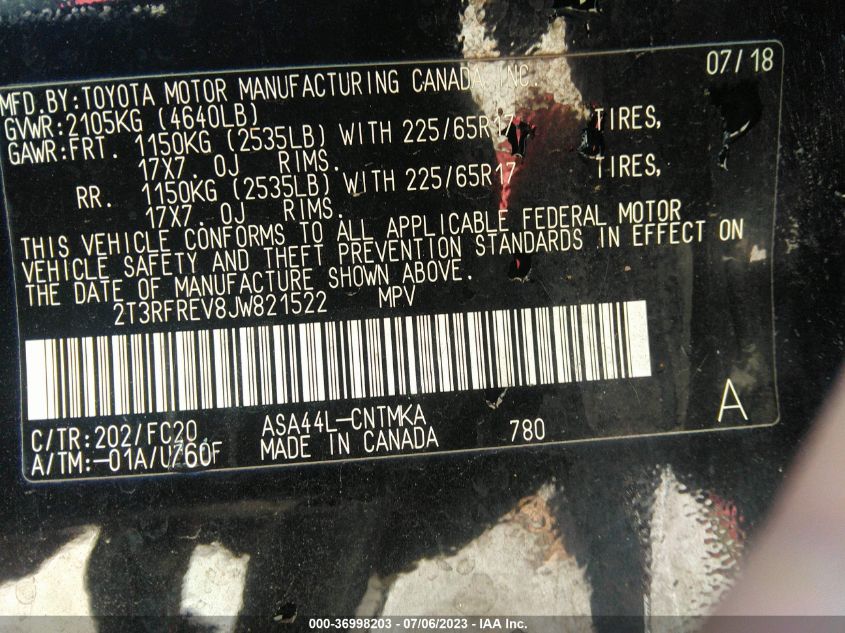 07/18
MFD.BY:TOYOTA MOTOR MANUFACTURING CANADA INC.
GVWR:2105KG (4640LB)
GAWR:FRT. 1150KG (2535LB) WITH 225/65R17 TIRES,
17X7.0J RIMS.
RR. 1150KG (2535LB) WITH 225/65R17 TIRES,
17X7.0J RIMS.
THIS VEHICLE CONFORMS TO ALL APPLICABLE FEDERAL MOTOR
VEHICLE SAFETY AND THEFT PREVENTION STANDARDS IN EFFECT ON
THE DATE OF MANUFACTURE SHOWN ABOVE.
2T3RFREV8JW821522 MPV
C/TR:202/FC20 ASA44L-CNTMKA A
A/TM:-01A/U760F MADE IN CANADA 780
000-36998203 - 07/06/2023 - IAA Inc.